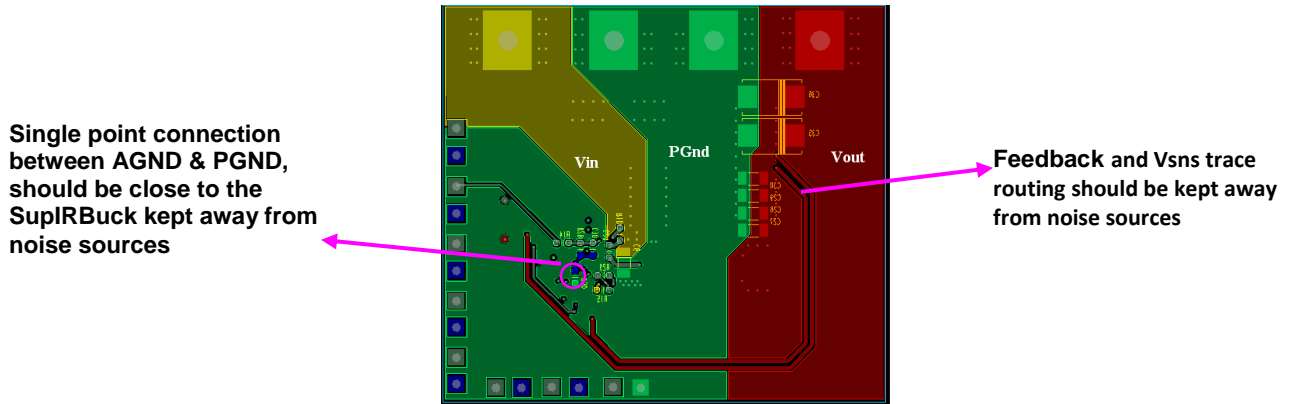 Single point connection
between AGND & PGND,
should be close to the
SupIRBuck kept away from
noise sources
Vin
PGnd
Vout
Feedback and Vsns trace
routing should be kept away
from noise sources